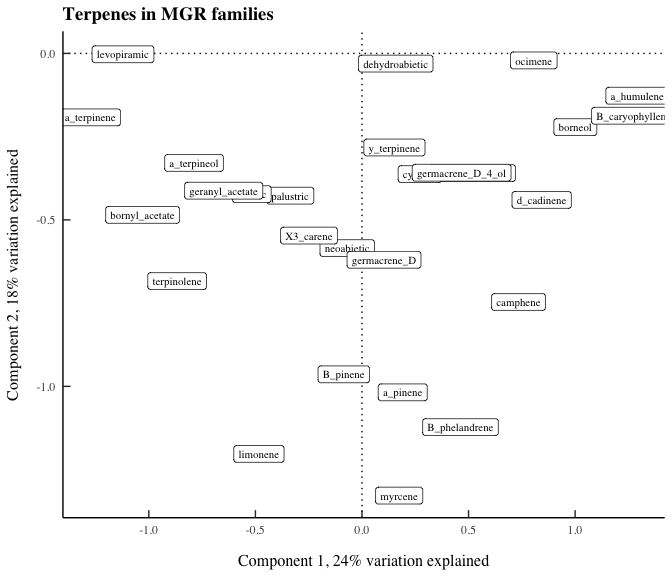 Terpenes in MGR families
0.0
levopiramic
dehydroabietic
ocimene
a_humulene
a_terpinene
B_caryophyllen
borneol
y_terpinene
a_terpineol
germacrene_D_4_ol
geranyl_acetate
palustric
d_cadinene
bornyl_acetate
-0.5
X3_carene
neoabietic
germacrene_D
terpinolene
camphene
B_pinene
-1.0
a_pinene
B_phelandrene
limonene
myrcene
-1.0
-0.5
0.0
0.5
1.0
Component 1, 24% variation explained
Component 2, 18% variation explained